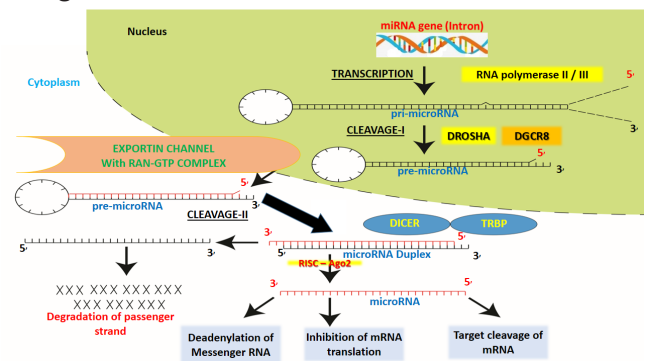 Nucleus
miRNA gene (Intron)
Cytoplasm
TRANSCRIPTION
RNA polymerase II / III
5'
pri-microRNA
3'
CLEAVAGE-I
DROSHA
DGCR8
EXPORTIN CHANNEL
With RAN-GTP COMPLEX
5'
pre-microRNA
3'
5'
pre-microRNA
3'
CLEAVAGE-II
DICER
TRBP
5'
3'
3'
5'
5'
microRNA Duplex
3'
RISC – Ago2
XXX XX XXX XXX
XX XXX XX XXX
Degradation of passenger
strand
3'
5'
microRNA
Deadenylation of
Messenger RNA
Inhibition of mRNA
translation
Target cleavage of
mRNA